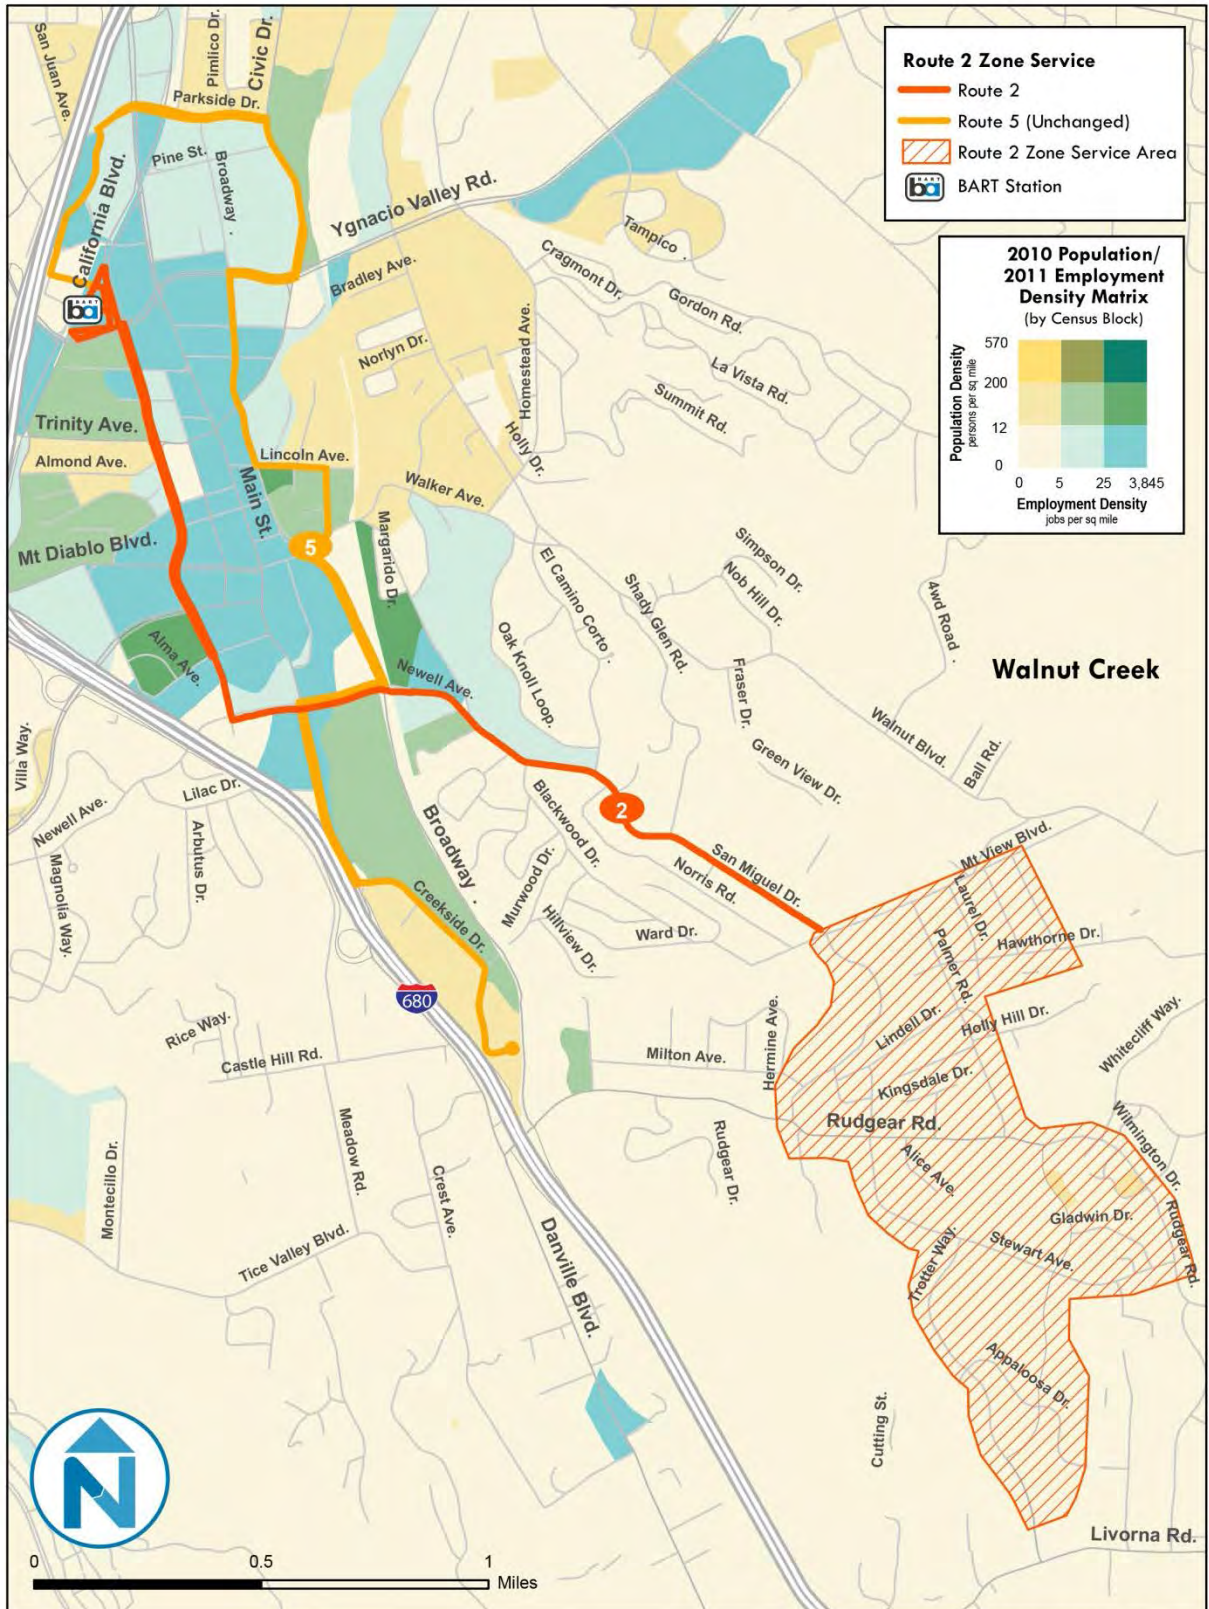 San Juan Ave.
Pimlico Dr.
Civic Dr.
Parkside Dr.
Pine St.
Broadway .
California Blvd.
Ygnacio Valley Rd.
Bradley Ave.
Tampico .
Cragmont Dr.
Gordon Rd.
La Vista Rd.
Summit Rd.
Norlyn Dr.
Homestead Ave.
Holly Dr.
BART
ba
Trinity Ave.
Almond Ave.
Lincoln Ave.
Main St.
Walker Ave.
Mt Diablo Blvd.
5
Margarido Dr.
El Camino Corto .
Shady Glen Rd.
Simpson Dr.
Nob Hill Dr.
4wd Road .
Alma Ave.
Oak Knoll Loop.
Newell Ave.
Fraser Dr.
Walnut Creek
Walnut Blvd.
Ball Rd.
Green View Dr.
Villa Way.
Lilac Dr.
Newell Ave.
Arbutus Dr.
Magnolia Way.
Broadway .
Blackwood Dr.
2
San Miguel Dr.
Norris Rd.
Murwood Dr.
Hillview Dr.
Ward Dr.
Creekside Dr.
Mt View Blvd.
Laurel Dr.
Hawthorne Dr.
Palmer Rd.
Holly Hill Dr.
Lindell Dr.
Kingsdale Dr.
Whitecliff Way.
Wilmington Dr.
680
Rice Way.
Castle Hill Rd.
Milton Ave.
Hermine Ave.
Rudgear Rd.
Rudgear Dr.
Alice Ave.
Gladwin Dr.
Rudgear Rd.
Stewart Ave.
Trotter Way.
Appaloosa Dr.
Montecillo Dr.
Meadow Rd.
Crest Ave.
Tice Valley Blvd.
Danville Blvd.
Cutting St.
Livorna Rd.
N
0 0.5 1
Miles
Route 2 Zone Service
Route 2
Route 5 (Unchanged)
Route 2 Zone Service Area
BART
ba
BART Station
2010 Population/
2011 Employment
Density Matrix
(by Census Block)
Population Density
persons per sq mile
570
200
12
0
0 5 25 3,845
Employment Density
jobs per sq mile